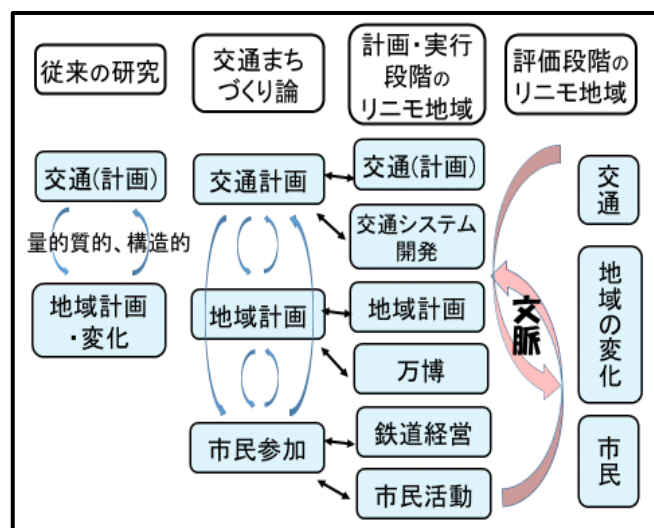 従来の研究
交通まち
づくり論
計画・実行
段階の
リニモ地域
評価段階の
リニモ地域
交通(計画)
量的質的、構造的
地域計画
・変化
交通計画
地域計画
市民参加
交通(計画)
交通システム
開発
地域計画
万博
鉄道経営
市民活動
文脈
交通
地域の変化
市民